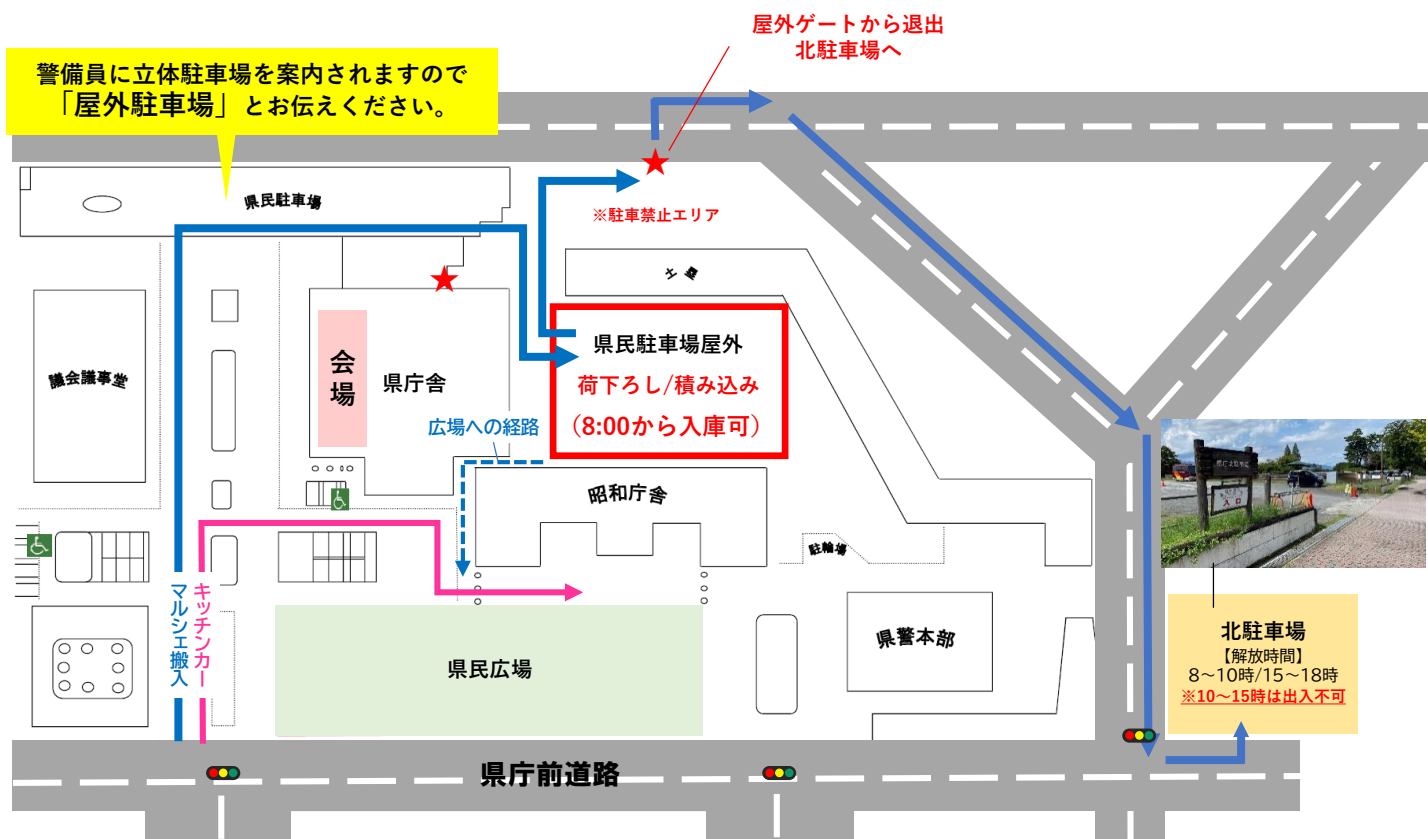 屋外ゲートから退出
北駐車場へ
警備員に立体駐車場を案内されますので
「屋外駐車場」とお伝えください。
県民駐車場
※駐車禁止エリア
土塁
県民駐車場屋外
荷下ろし/積み込み
（8:00から入庫可）
会場
県庁舎
議会議事堂
広場への経路
昭和庁舎
駐輪場
マルシェ搬入
キッチンカー
県民広場
県警本部
入口
北駐車場
【解放時間】
8～10時/15～18時
※10～15時は出入不可
県庁前道路